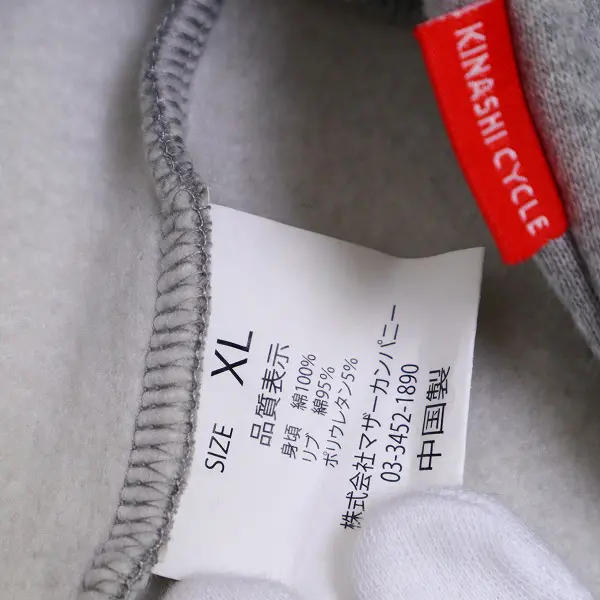 KINASHI CYCLE
SIZE XL
品質表示
身頃 綿100%
リブ 綿95%
ポリウレタン5%
株式会社マザーカンパニー
03-3452-1890
中国製